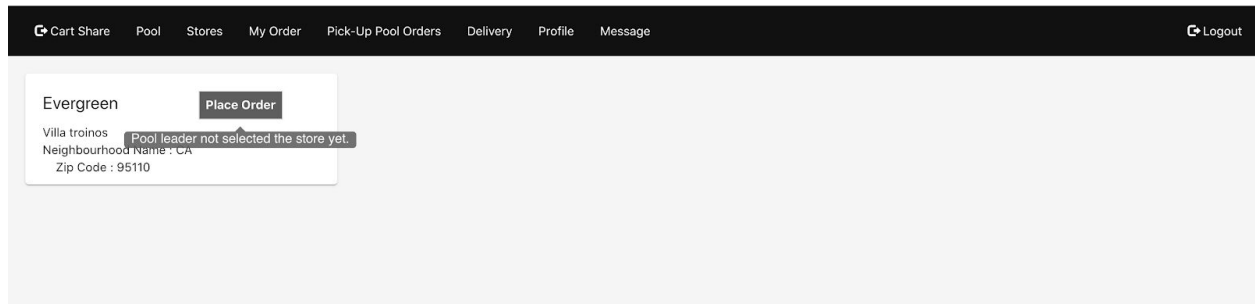 Cart Share Pool Stores My Order Pick-Up Pool Orders Delivery Profile Message Logout
Evergreen Place Order
Villa troinos
Pool leader not selected the store yet.
Neighbourhood Name : CA
Zip Code : 95110